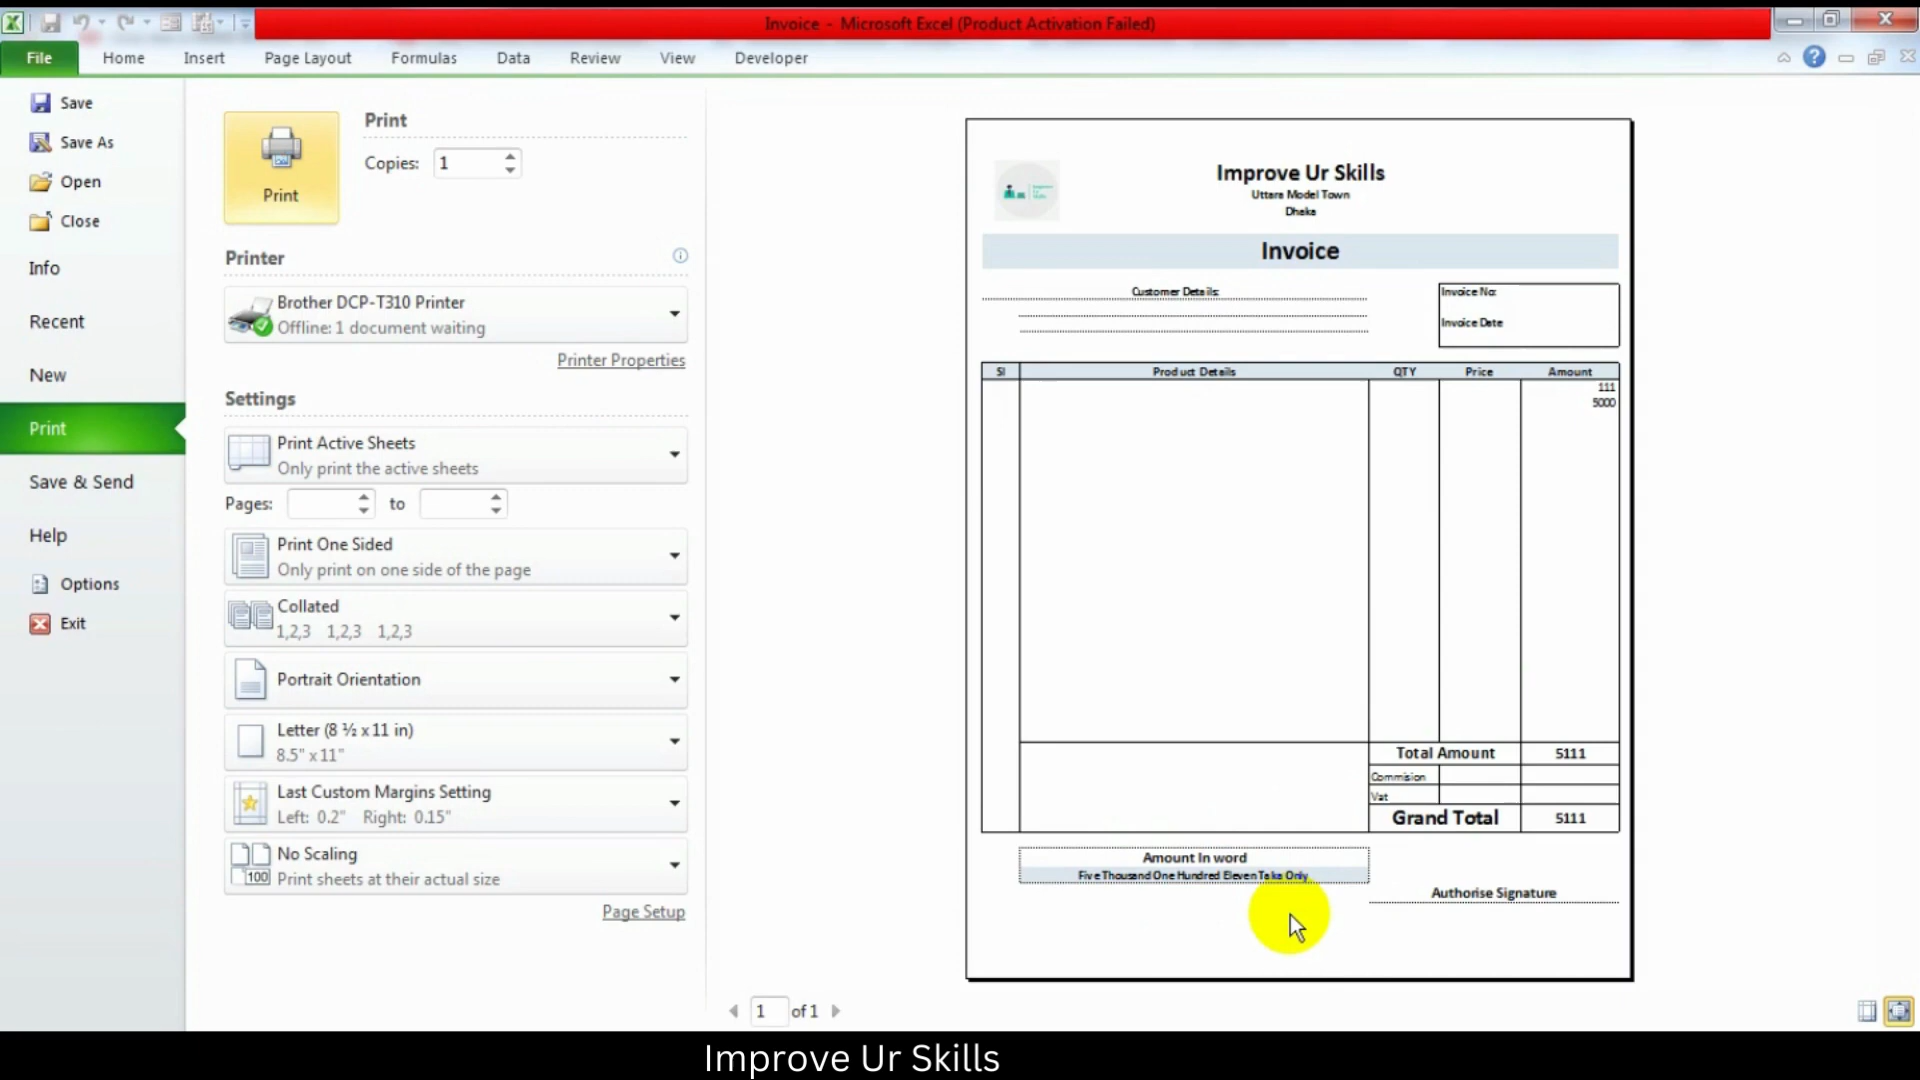 Invoice - Microsoft Excel (Product Activation Failed)
File Home Insert Page Layout Formulas Data Review View Developer
Save
Save As
Open
Close
Info
Recent
New
Print
Save & Send
Help
Options
Exit
Print
Print
Copies: 1
Printer
Brother DCP-T310 Printer
Offline: 1 document waiting
Printer Properties
Settings
Print Active Sheets
Only print the active sheets
Pages: to
Print One Sided
Only print on one side of the page
Collated
1,2,3 1,2,3 1,2,3
Portrait Orientation
Letter (8 ½ x 11 in)
8.5" x 11"
Last Custom Margins Setting
Left: 0.2" Right: 0.15"
No Scaling
100
Print sheets at their actual size
Page Setup
Improve Ur Skills
Uttara Model Town
Dhaka
Invoice
Customer Details:
Invoice No:
Invoice Date
Sl Product Details QTY Price Amount
111
5000
Total Amount 5111
Commision
Vat
Grand Total 5111
Amount In word
Five Thousand One Hundred Eleven Taka Only
Authorise Signature
1 of 1
Improve Ur Skills